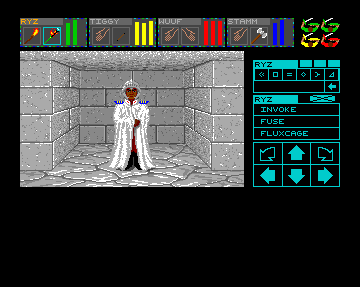 RYZ TIGGY WUUF STAMM
RYZ
RYZ
INVOKE
FUSE
FLUXCAGE